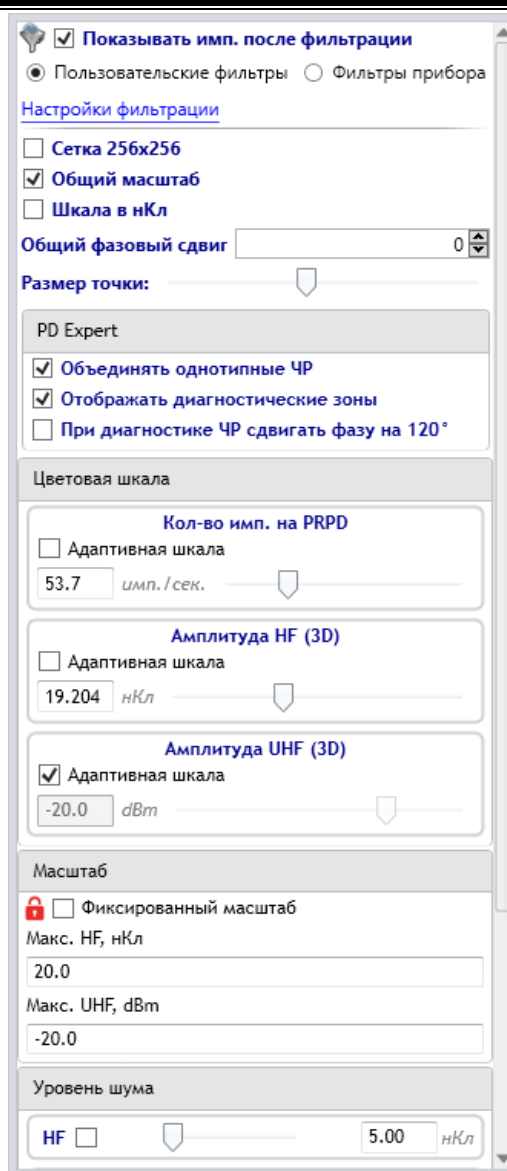 Показывать имп. после фильтрации
Пользовательские фильтры Фильтры прибора
Настройки фильтрации
Сетка 256x256
Общий масштаб
Шкала в нКл
Общий фазовый сдвиг 0
Размер точки:
PD Expert
Объединять однотипные ЧР
Отображать диагностические зоны
При диагностике ЧР сдвигать фазу на 120°
Цветовая шкала
Кол-во имп. на PRPD
Адаптивная шкала
53.7 имп./сек.
Амплитуда HF (3D)
Адаптивная шкала
19.204 нКл
Амплитуда UHF (3D)
Адаптивная шкала
-20.0 dBm
Масштаб
Фиксированный масштаб
Макс. HF, нКл
20.0
Макс. UHF, dBm
-20.0
Уровень шума
HF 5.00 нКл